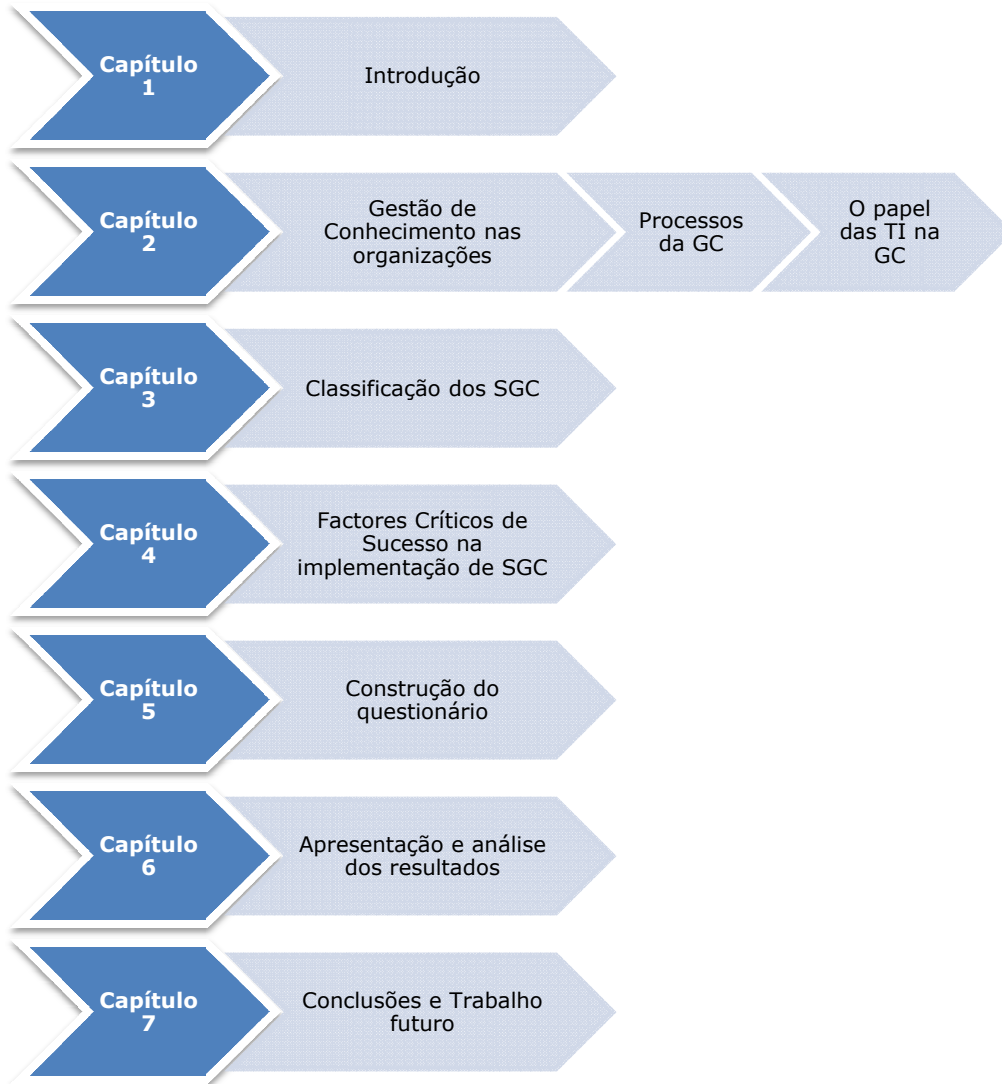 Capítulo
1
Introdução
Capítulo
2
Gestão de
Conhecimento nas
organizações
Processos
da GC
O papel
das TI na
GC
Capítulo
3
Classificação dos SGC
Capítulo
4
Factores Críticos de
Sucesso na
implementação de SGC
Capítulo
5
Construção do
questionário
Capítulo
6
Apresentação e análise
dos resultados
Capítulo
7
Conclusões e Trabalho
futuro